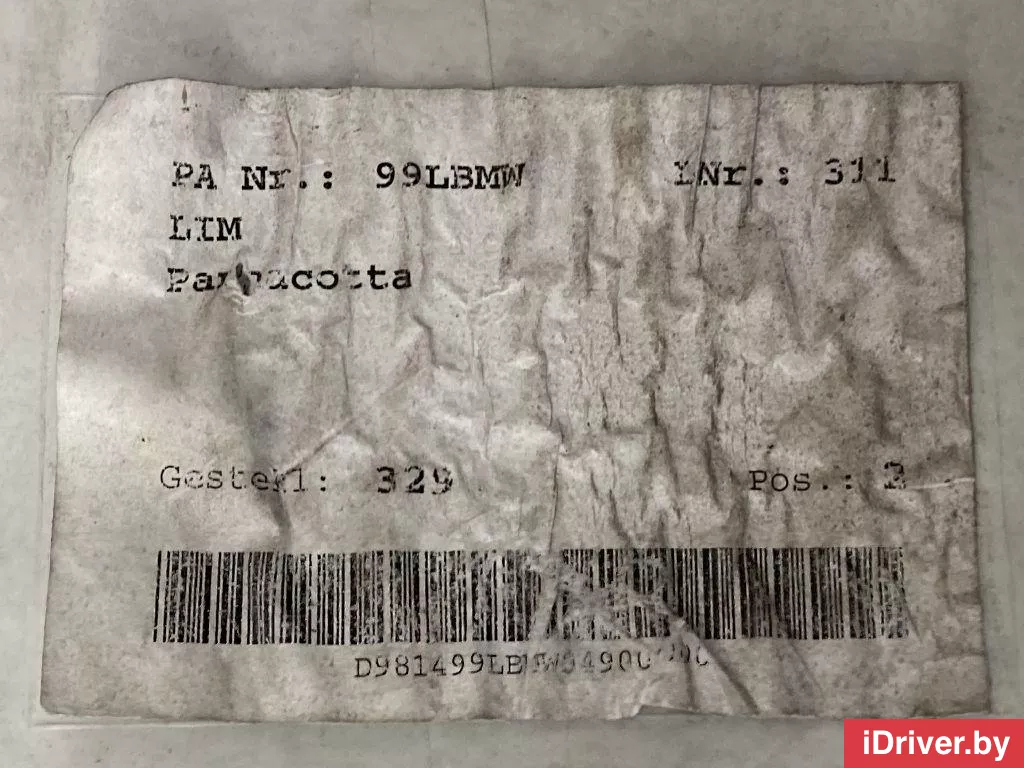 PA Nr.: 99LBMW LNr.: 311
LIM
Pannacotta
Gestell: 329 Pos.: 2
iDriver.by